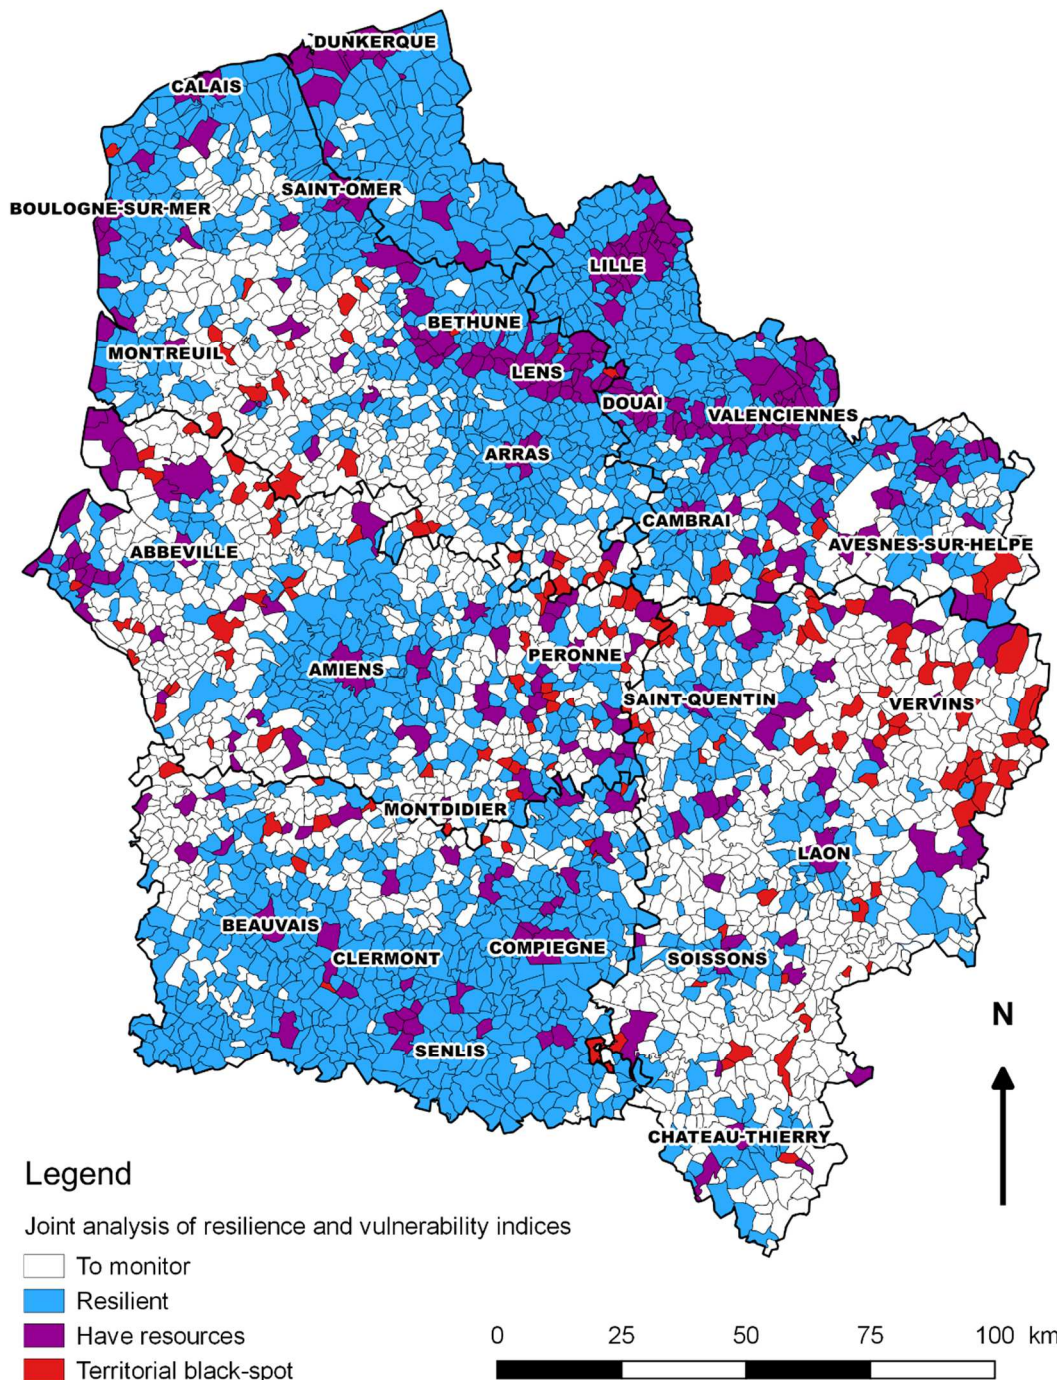 DUNKERQUE
CALAIS
SAINT-OMER
BOULOGNE-SUR-MER
LILLE
BETHUNE
MONTREUIL
LENS
DOUAI
VALENCIENNES
ARRAS
CAMBRAI
ABBEVILLE
AVESNES-SUR-HELPE
PERONNE
AMIENS
SAINT-QUENTIN
VERVINS
MONTDIDIER
LAON
BEAUVAIS
CLERMONT
COMPIEGNE
SOISSONS
N
SENLIS
CHATEAU-THIERRY
Legend
Joint analysis of resilience and vulnerability indices
To monitor
Resilient
Have resources
Territorial black-spot
0 25 50 75 100 km